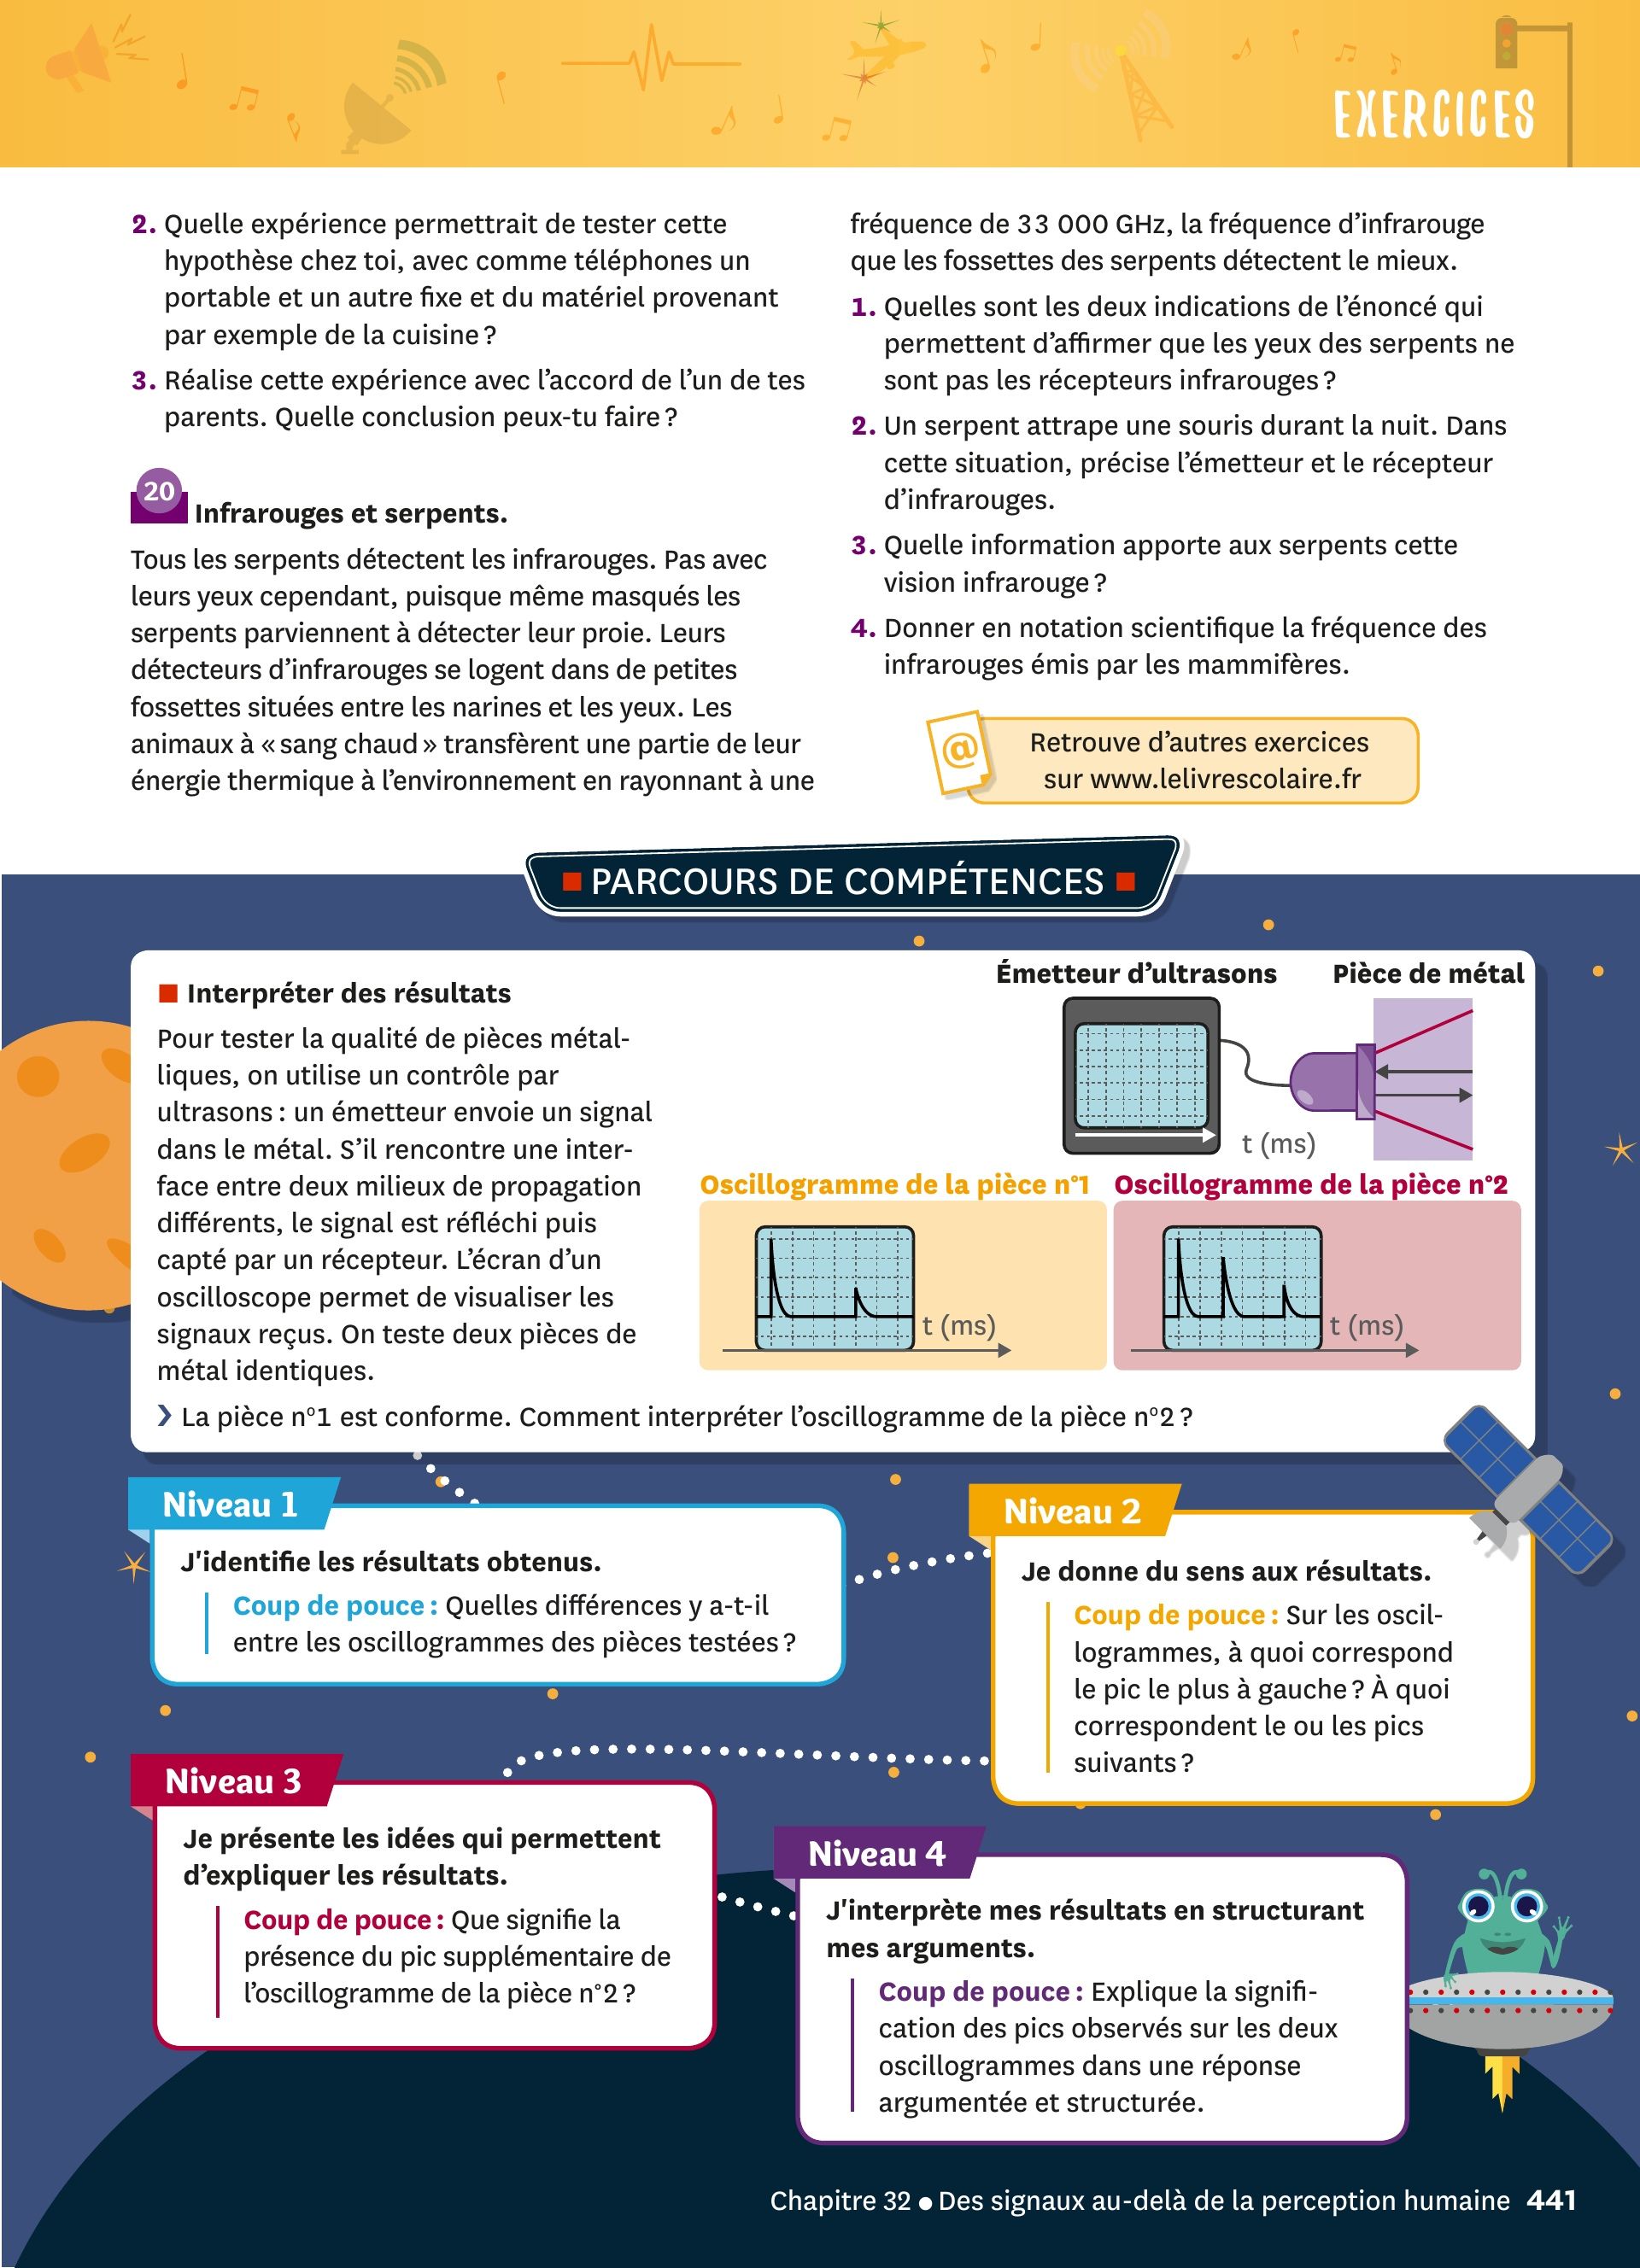 EXERCICES
2. Quelle expérience permettrait de tester cette
hypothèse chez toi, avec comme téléphones un
portable et un autre fixe et du matériel provenant
par exemple de la cuisine ?
3. Réalise cette expérience avec l’accord de l’un de tes
parents. Quelle conclusion peux-tu faire ?
20 Infrarouges et serpents.
Tous les serpents détectent les infrarouges. Pas avec
leurs yeux cependant, puisque même masqués les
serpents parviennent à détecter leur proie. Leurs
détecteurs d’infrarouges se logent dans de petites
fossettes situées entre les narines et les yeux. Les
animaux à « sang chaud » transfèrent une partie de leur
énergie thermique à l’environnement en rayonnant à une
fréquence de 33 000 GHz, la fréquence d’infrarouge
que les fossettes des serpents détectent le mieux.
1. Quelles sont les deux indications de l’énoncé qui
permettent d’affirmer que les yeux des serpents ne
sont pas les récepteurs infrarouges ?
2. Un serpent attrape une souris durant la nuit. Dans
cette situation, précise l’émetteur et le récepteur
d’infrarouges.
3. Quelle information apporte aux serpents cette
vision infrarouge ?
4. Donner en notation scientifique la fréquence des
infrarouges émis par les mammifères.
@
Retrouve d’autres exercices
sur www.lelivrescolaire.fr
PARCOURS DE COMPÉTENCES
Interpréter des résultats
Pour tester la qualité de pièces métal-
liques, on utilise un contrôle par
ultrasons : un émetteur envoie un signal
dans le métal. S’il rencontre une inter-
face entre deux milieux de propagation
différents, le signal est réfléchi puis
capté par un récepteur. L’écran d’un
oscilloscope permet de visualiser les
signaux reçus. On teste deux pièces de
métal identiques.
Émetteur d’ultrasons
Pièce de métal
t (ms)
Oscillogramme de la pièce n°1
t (ms)
Oscillogramme de la pièce n°2
t (ms)
❯ La pièce n°1 est conforme. Comment interpréter l’oscillogramme de la pièce n°2 ?
Niveau 1
J'identifie les résultats obtenus.
Coup de pouce : Quelles différences y a-t-il
entre les oscillogrammes des pièces testées ?
Niveau 2
Je donne du sens aux résultats.
Coup de pouce : Sur les oscil-
logrammes, à quoi correspond
le pic le plus à gauche ? À quoi
correspondent le ou les pics
suivants ?
Niveau 3
Je présente les idées qui permettent
d’expliquer les résultats.
Coup de pouce : Que signifie la
présence du pic supplémentaire de
l’oscillogramme de la pièce n°2 ?
Niveau 4
J'interprète mes résultats en structurant
mes arguments.
Coup de pouce : Explique la signifi-
cation des pics observés sur les deux
oscillogrammes dans une réponse
argumentée et structurée.
Chapitre 32 ● Des signaux au-delà de la perception humaine 441